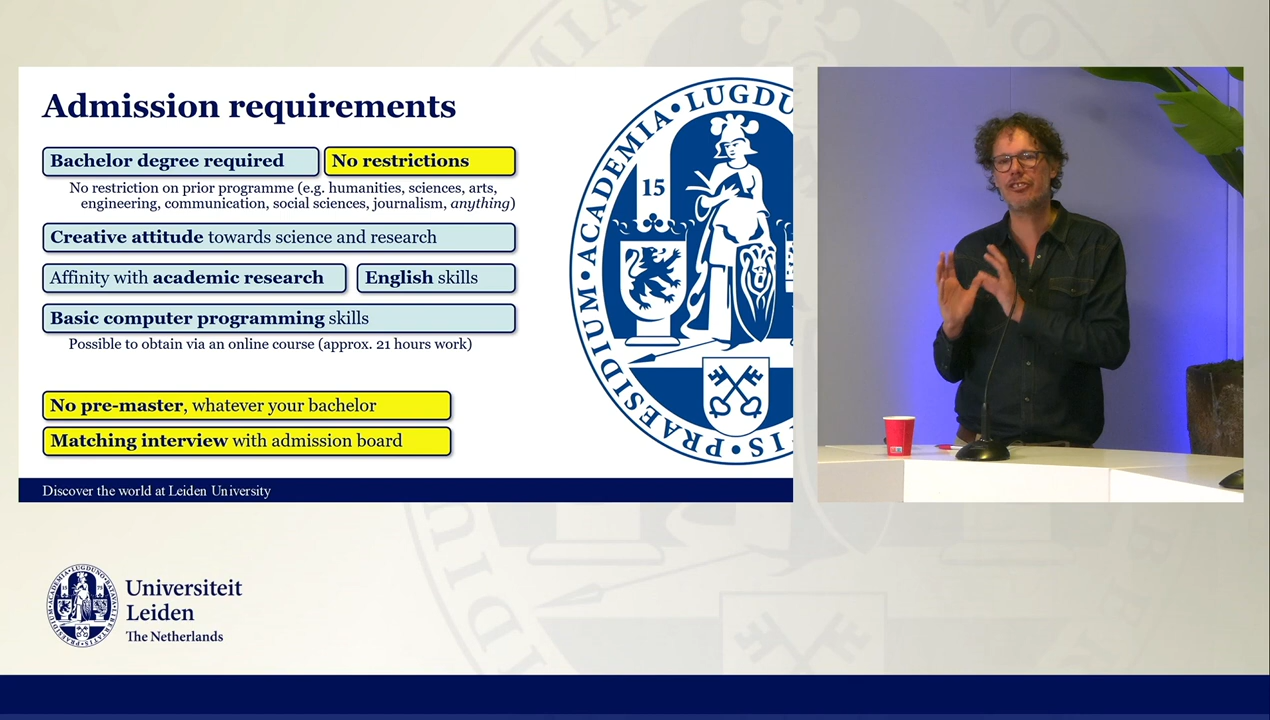 Admission requirements
Bachelor degree required
No restrictions
No restriction on prior programme (e.g. humanities, sciences, arts,
engineering, communication, social sciences, journalism, anything)
Creative attitude towards science and research
Affinity with academic research
English skills
Basic computer programming skills
Possible to obtain via an online course (approx. 21 hours work)
No pre-master, whatever your bachelor
Matching interview with admission board
Discover the world at Leiden University
ACADEMIA • LUGDU
15
TIS • PRAESIDIUM •
Universiteit
Leiden
The Netherlands